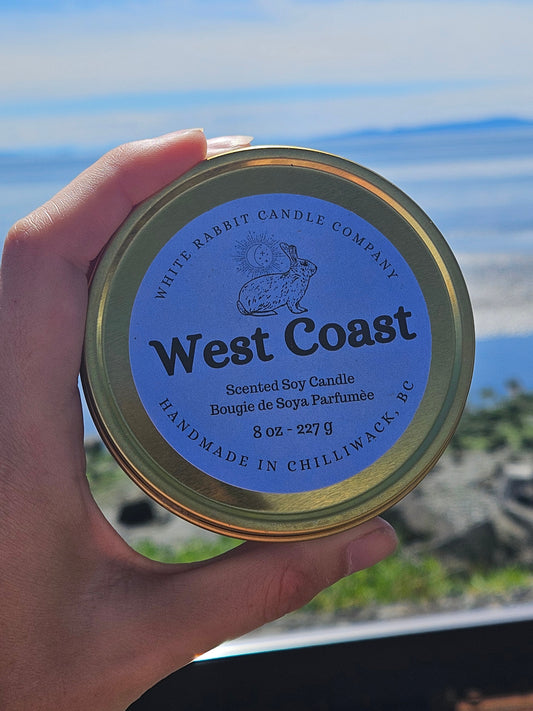 WHITE RABBIT CANDLE COMPANY
West Coast
Scented Soy Candle
Bougie de Soya Parfumèe
8 oz - 227 g
HANDMADE IN CHILLIWACK, BC